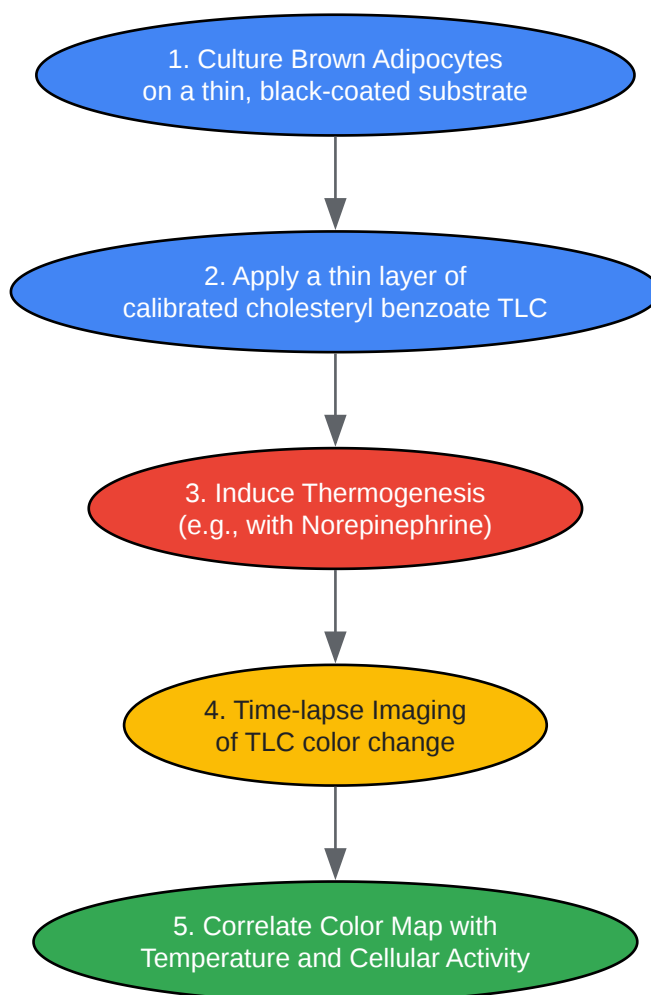 1. Culture Brown Adipocytes
on a thin, black-coated substrate
2. Apply a thin layer of
calibrated cholesteryl benzoate TLC
3. Induce Thermogenesis
(e.g., with Norepinephrine)
4. Time-lapse Imaging
of TLC color change
5. Correlate Color Map with
Temperature and Cellular Activity